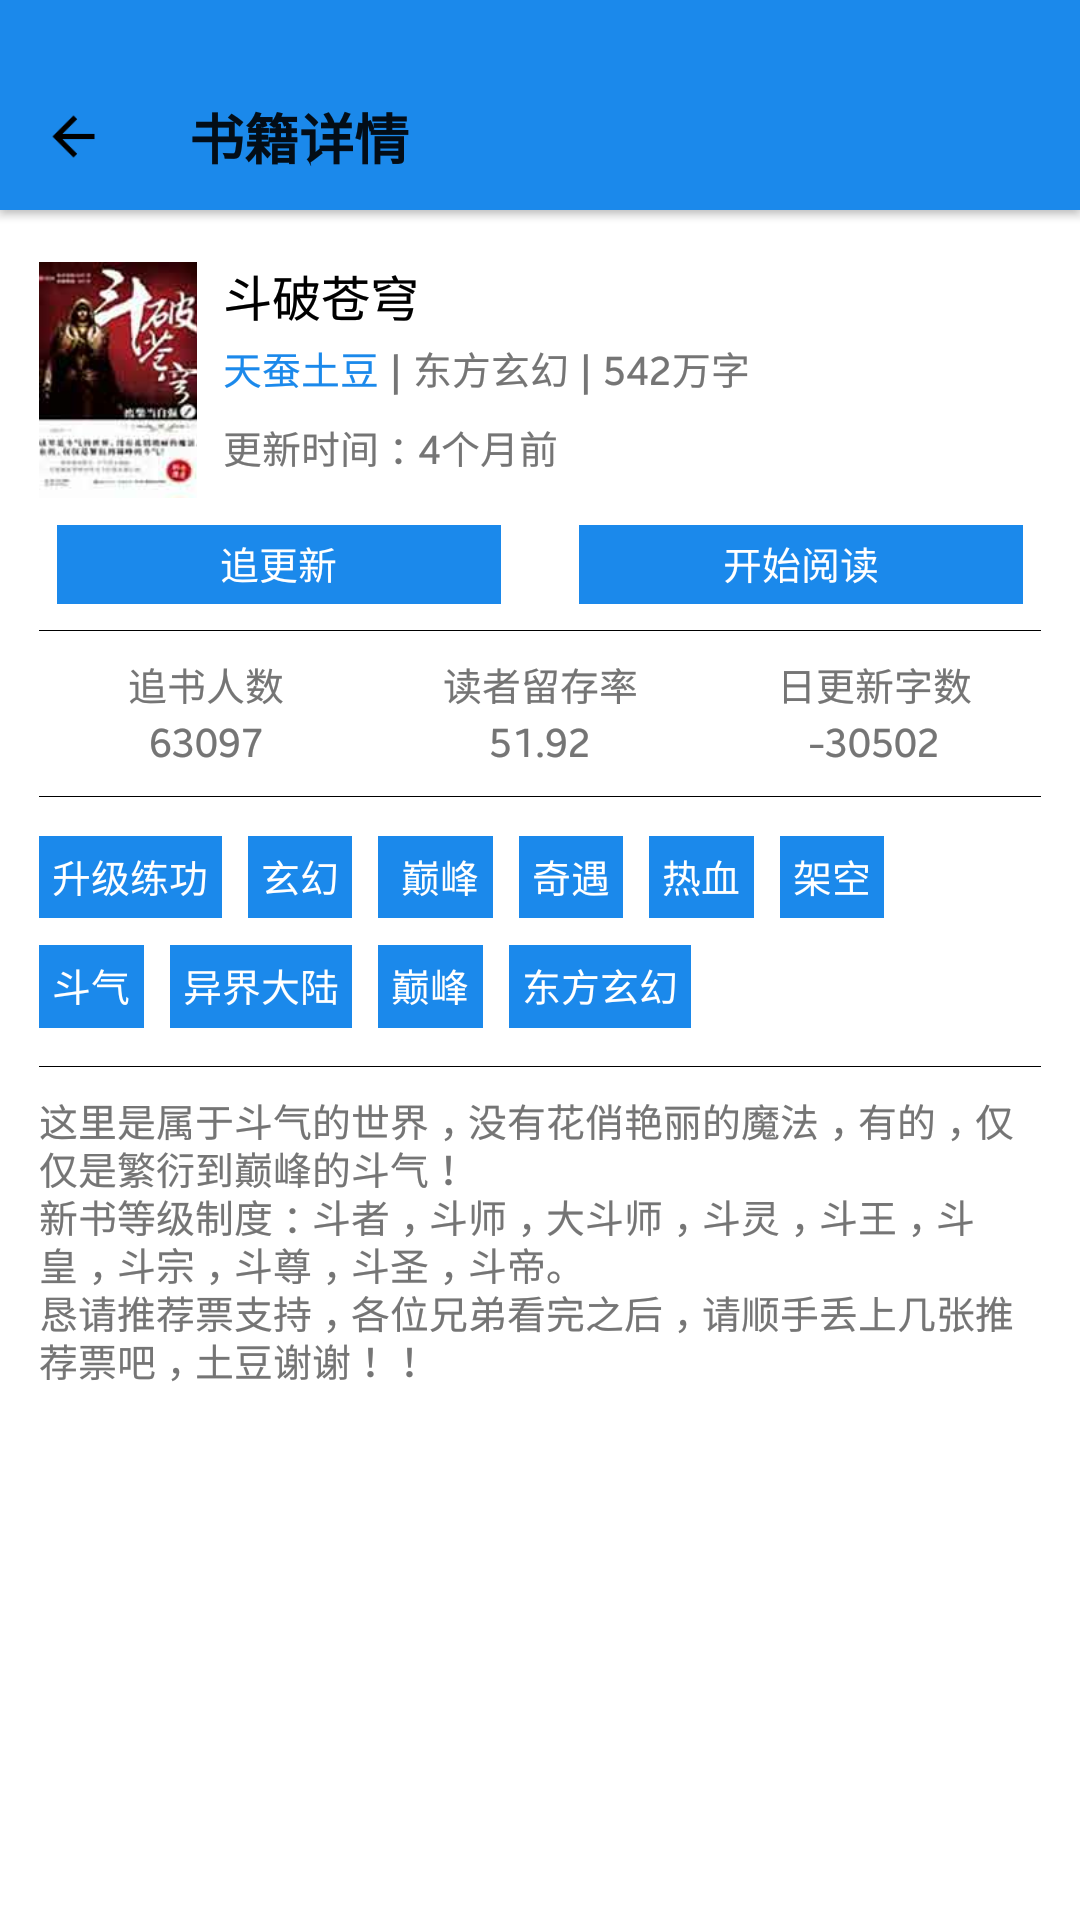 书籍详情
斗破苍穹
斗破苍穹
天蚕土豆 | 东方玄幻 | 542万字
更新时间：4个月前
追更新
开始阅读
追书人数
读者留存率
日更新字数
63097
51.92
-30502
升级练功
玄幻
巅峰
奇遇
热血
架空
斗气
异界大陆
巅峰
东方玄幻
这里是属于斗气的世界，没有花俏艳丽的魔法，有的，仅
仅是繁衍到巅峰的斗气！
新书等级制度：斗者，斗师，大斗师，斗灵，斗王，斗
皇，斗宗，斗尊，斗圣，斗帝。
恳请推荐票支持，各位兄弟看完之后，请顺手丢上几张推
荐票吧，土豆谢谢！！